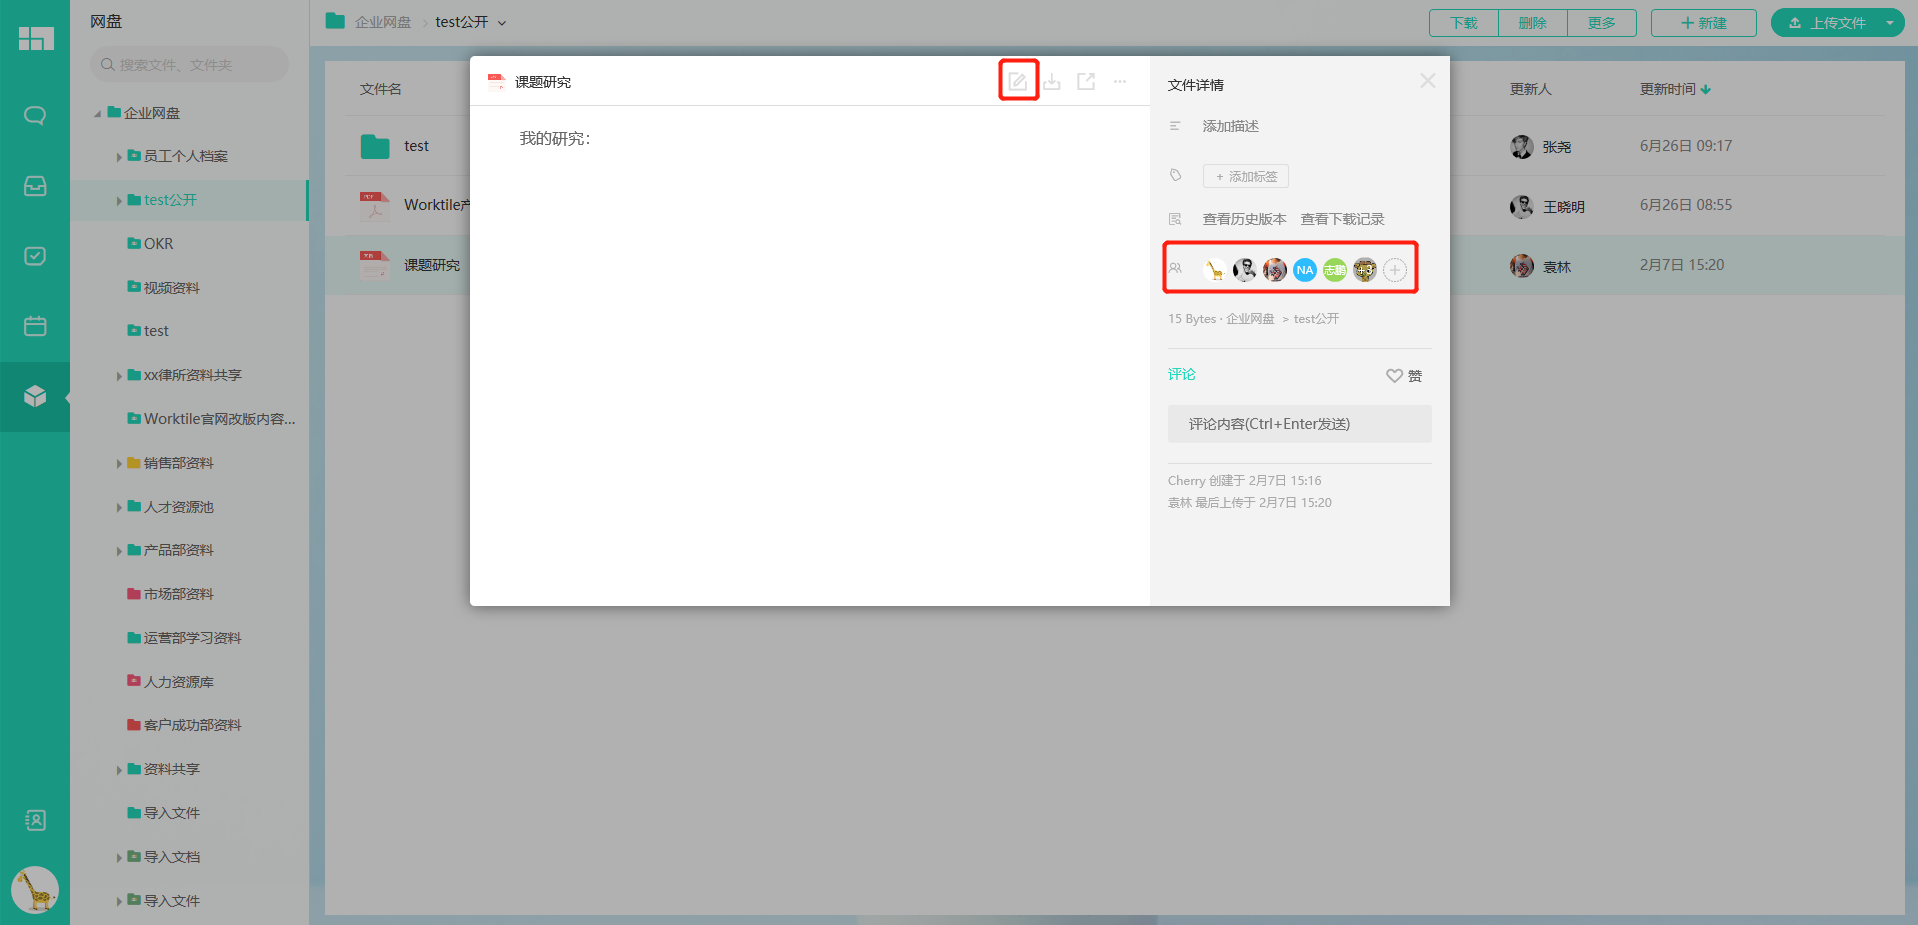 网盘
搜索文件、文件夹
企业网盘
员工个人档案
test公开
OKR
视频资料
test
xx律所资料共享
Worktile官网改版内容...
销售部资料
人才资源池
产品部资料
市场部资料
运营部学习资料
人力资源库
客户成功部资料
资料共享
导入文件
导入文档
导入文件
企业网盘 > test公开
下载 删除 更多 + 新建 上传文件
文件名 更新人 更新时间
test 张尧 6月26日 09:17
Worktile产 王晓明 6月26日 08:55
课题研究 袁林 2月7日 15:20
课题研究
我的研究：
文件详情
添加描述
+ 添加标签
查看历史版本 查看下载记录
NA 志鹏 +3
15 Bytes · 企业网盘 > test公开
评论 赞
评论内容(Ctrl+Enter发送)
Cherry 创建于 2月7日 15:16
袁林 最后上传于 2月7日 15:20